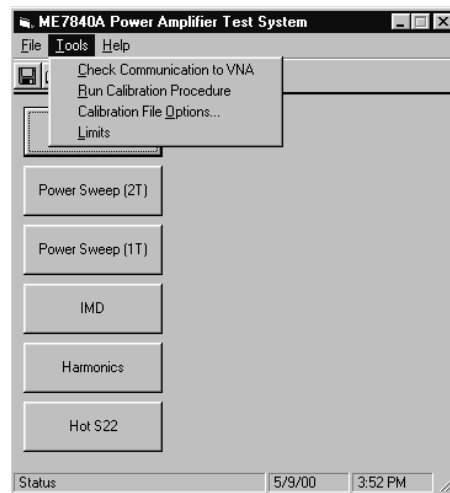 ME7840A Power Amplifier Test System
File Tools Help
Check Communication to VNA
Run Calibration Procedure
Calibration File Options...
Limits
Power Sweep (2T)
Power Sweep (1T)
IMD
Harmonics
Hot S22
Status 5/9/00 3:52 PM